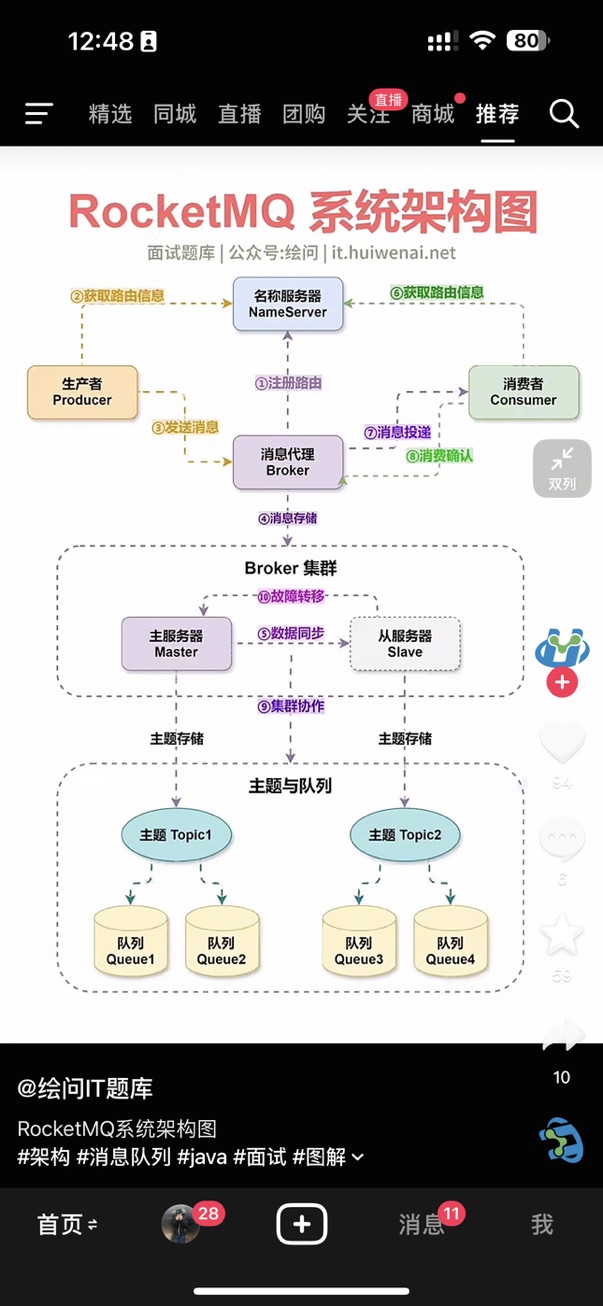 12:48
80
精选 同城 直播 团购 关注 直播 商城 推荐
RocketMQ 系统架构图
面试题库 | 公众号:绘问 | it.huiwenai.net
②获取路由信息
名称服务器
NameServer
⑥获取路由信息
生产者
Producer
①注册路由
消费者
Consumer
③发送消息
⑦消息投递
消息代理
Broker
⑧消费确认
双列
④消息存储
Broker 集群
⑩故障转移
主服务器
Master
⑤数据同步
从服务器
Slave
⑨集群协作
主题存储
主题存储
94
主题与队列
主题 Topic1
主题 Topic2
6
队列
Queue1
队列
Queue2
队列
Queue3
队列
Queue4
59
10
@绘问IT题库
RocketMQ系统架构图
#架构 #消息队列 #java #面试 #图解
首页
28
消息
11
我